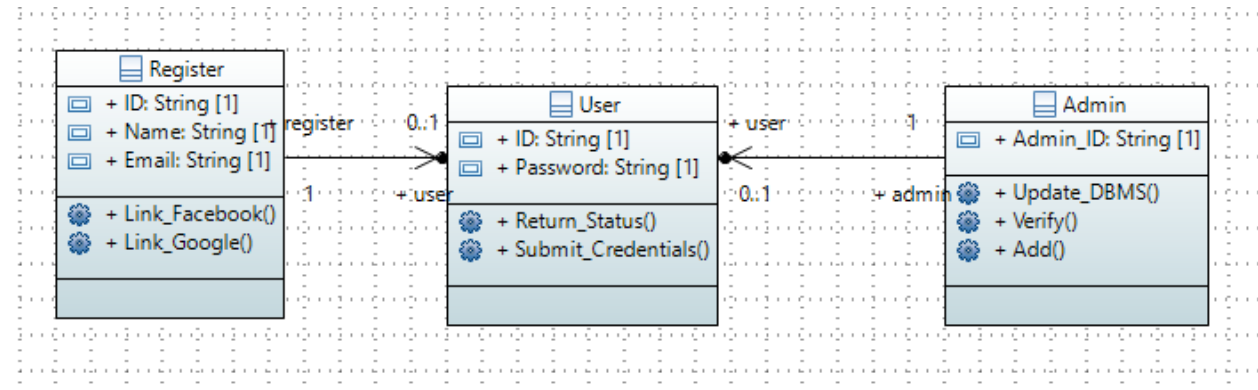 Register
+ ID: String [1]
+ Name: String [1]
+ Email: String [1]
+ Link_Facebook()
+ Link_Google()
+ register
0..1
1
+ user
User
+ ID: String [1]
+ Password: String [1]
+ Return_Status()
+ Submit_Credentials()
+ user
1
0..1
+ admin
Admin
+ Admin_ID: String [1]
+ Update_DBMS()
+ Verify()
+ Add()